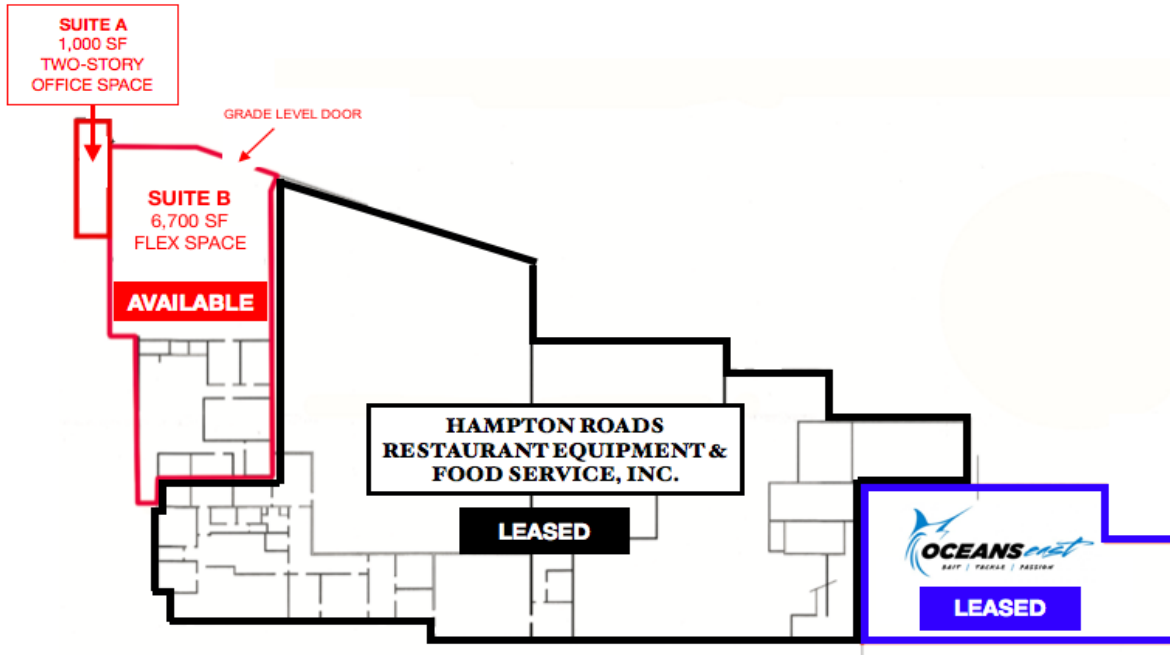 SUITE A
1,000 SF
TWO-STORY
OFFICE SPACE
GRADE LEVEL DOOR
SUITE B
6,700 SF
FLEX SPACE
AVAILABLE
HAMPTON ROADS
RESTAURANT EQUIPMENT &
FOOD SERVICE, INC.
LEASED
OCEANS east
BAIT | TACKLE | PASSION
LEASED